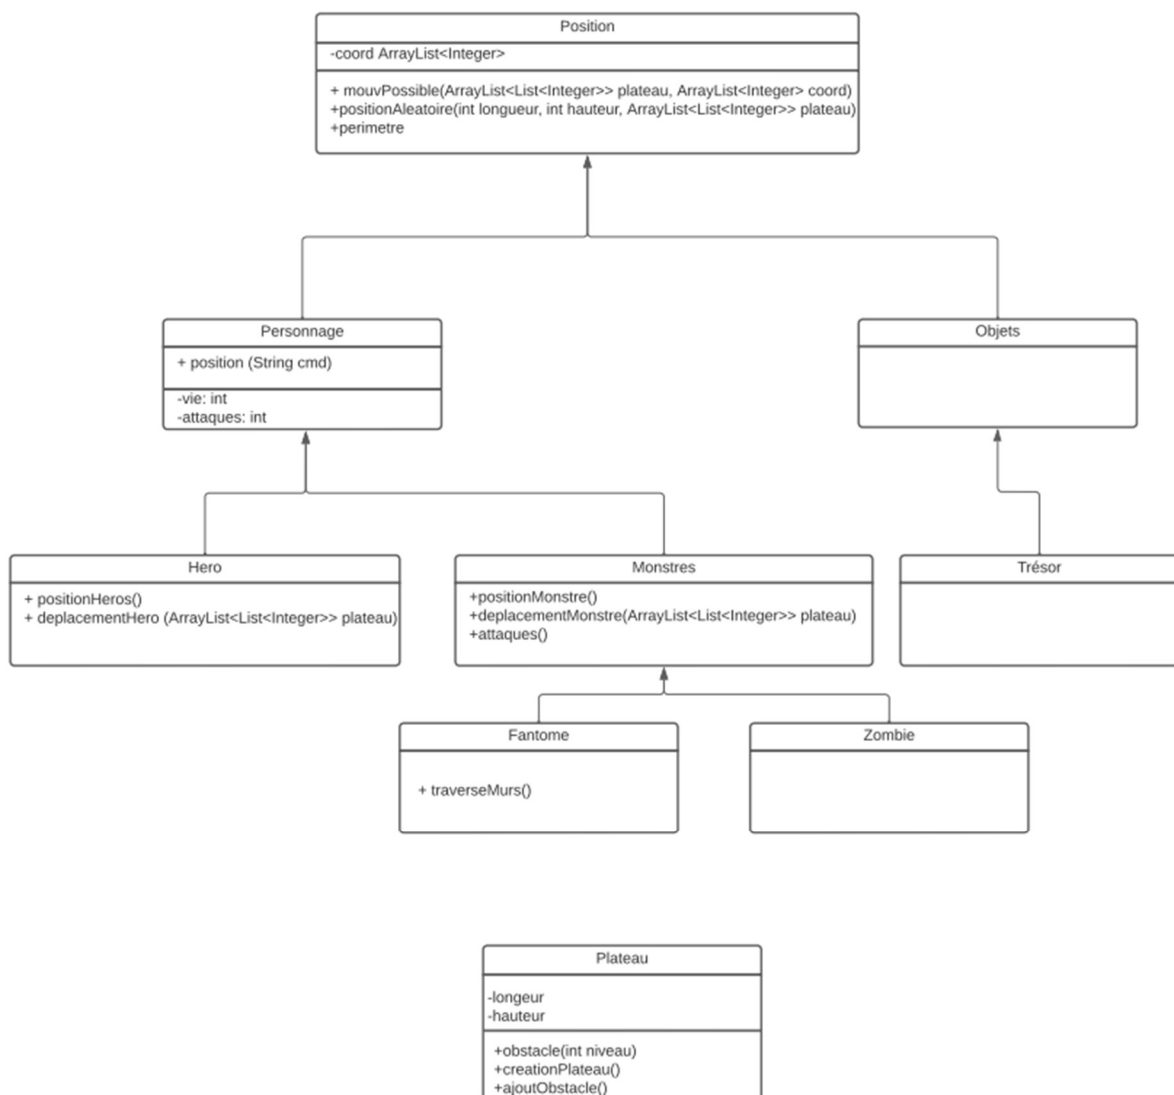 Position
-coord ArrayList<Integer>
+ mouvPossible(ArrayList<List<Integer>> plateau, ArrayList<Integer> coord)
+positionAleatoire(int longueur, int hauteur, ArrayList<List<Integer>> plateau)
+perimetre
Personnage
+ position (String cmd)
-vie: int
-attaques: int
Objets
Hero
+ positionHeros()
+ deplacementHero (ArrayList<List<Integer>> plateau)
Monstres
+positionMonstre()
+deplacementMonstre(ArrayList<List<Integer>> plateau)
+attaques()
Trésor
Fantome
+ traverseMurs()
Zombie
Plateau
-longeur
-hauteur
+obstacle(int niveau)
+creationPlateau()
+ajoutObstacle()